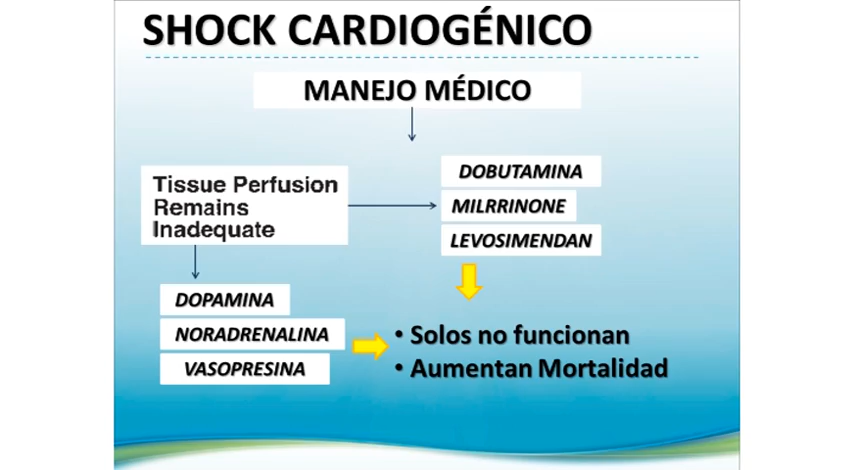 SHOCK CARDIOGÉNICO
MANEJO MÉDICO
Tissue Perfusion
Remains
Inadequate
DOBUTAMINA
MILRRINONE
LEVOSIMENDAN
DOPAMINA
NORADRENALINA
VASOPRESINA
• Solos no funcionan
• Aumentan Mortalidad